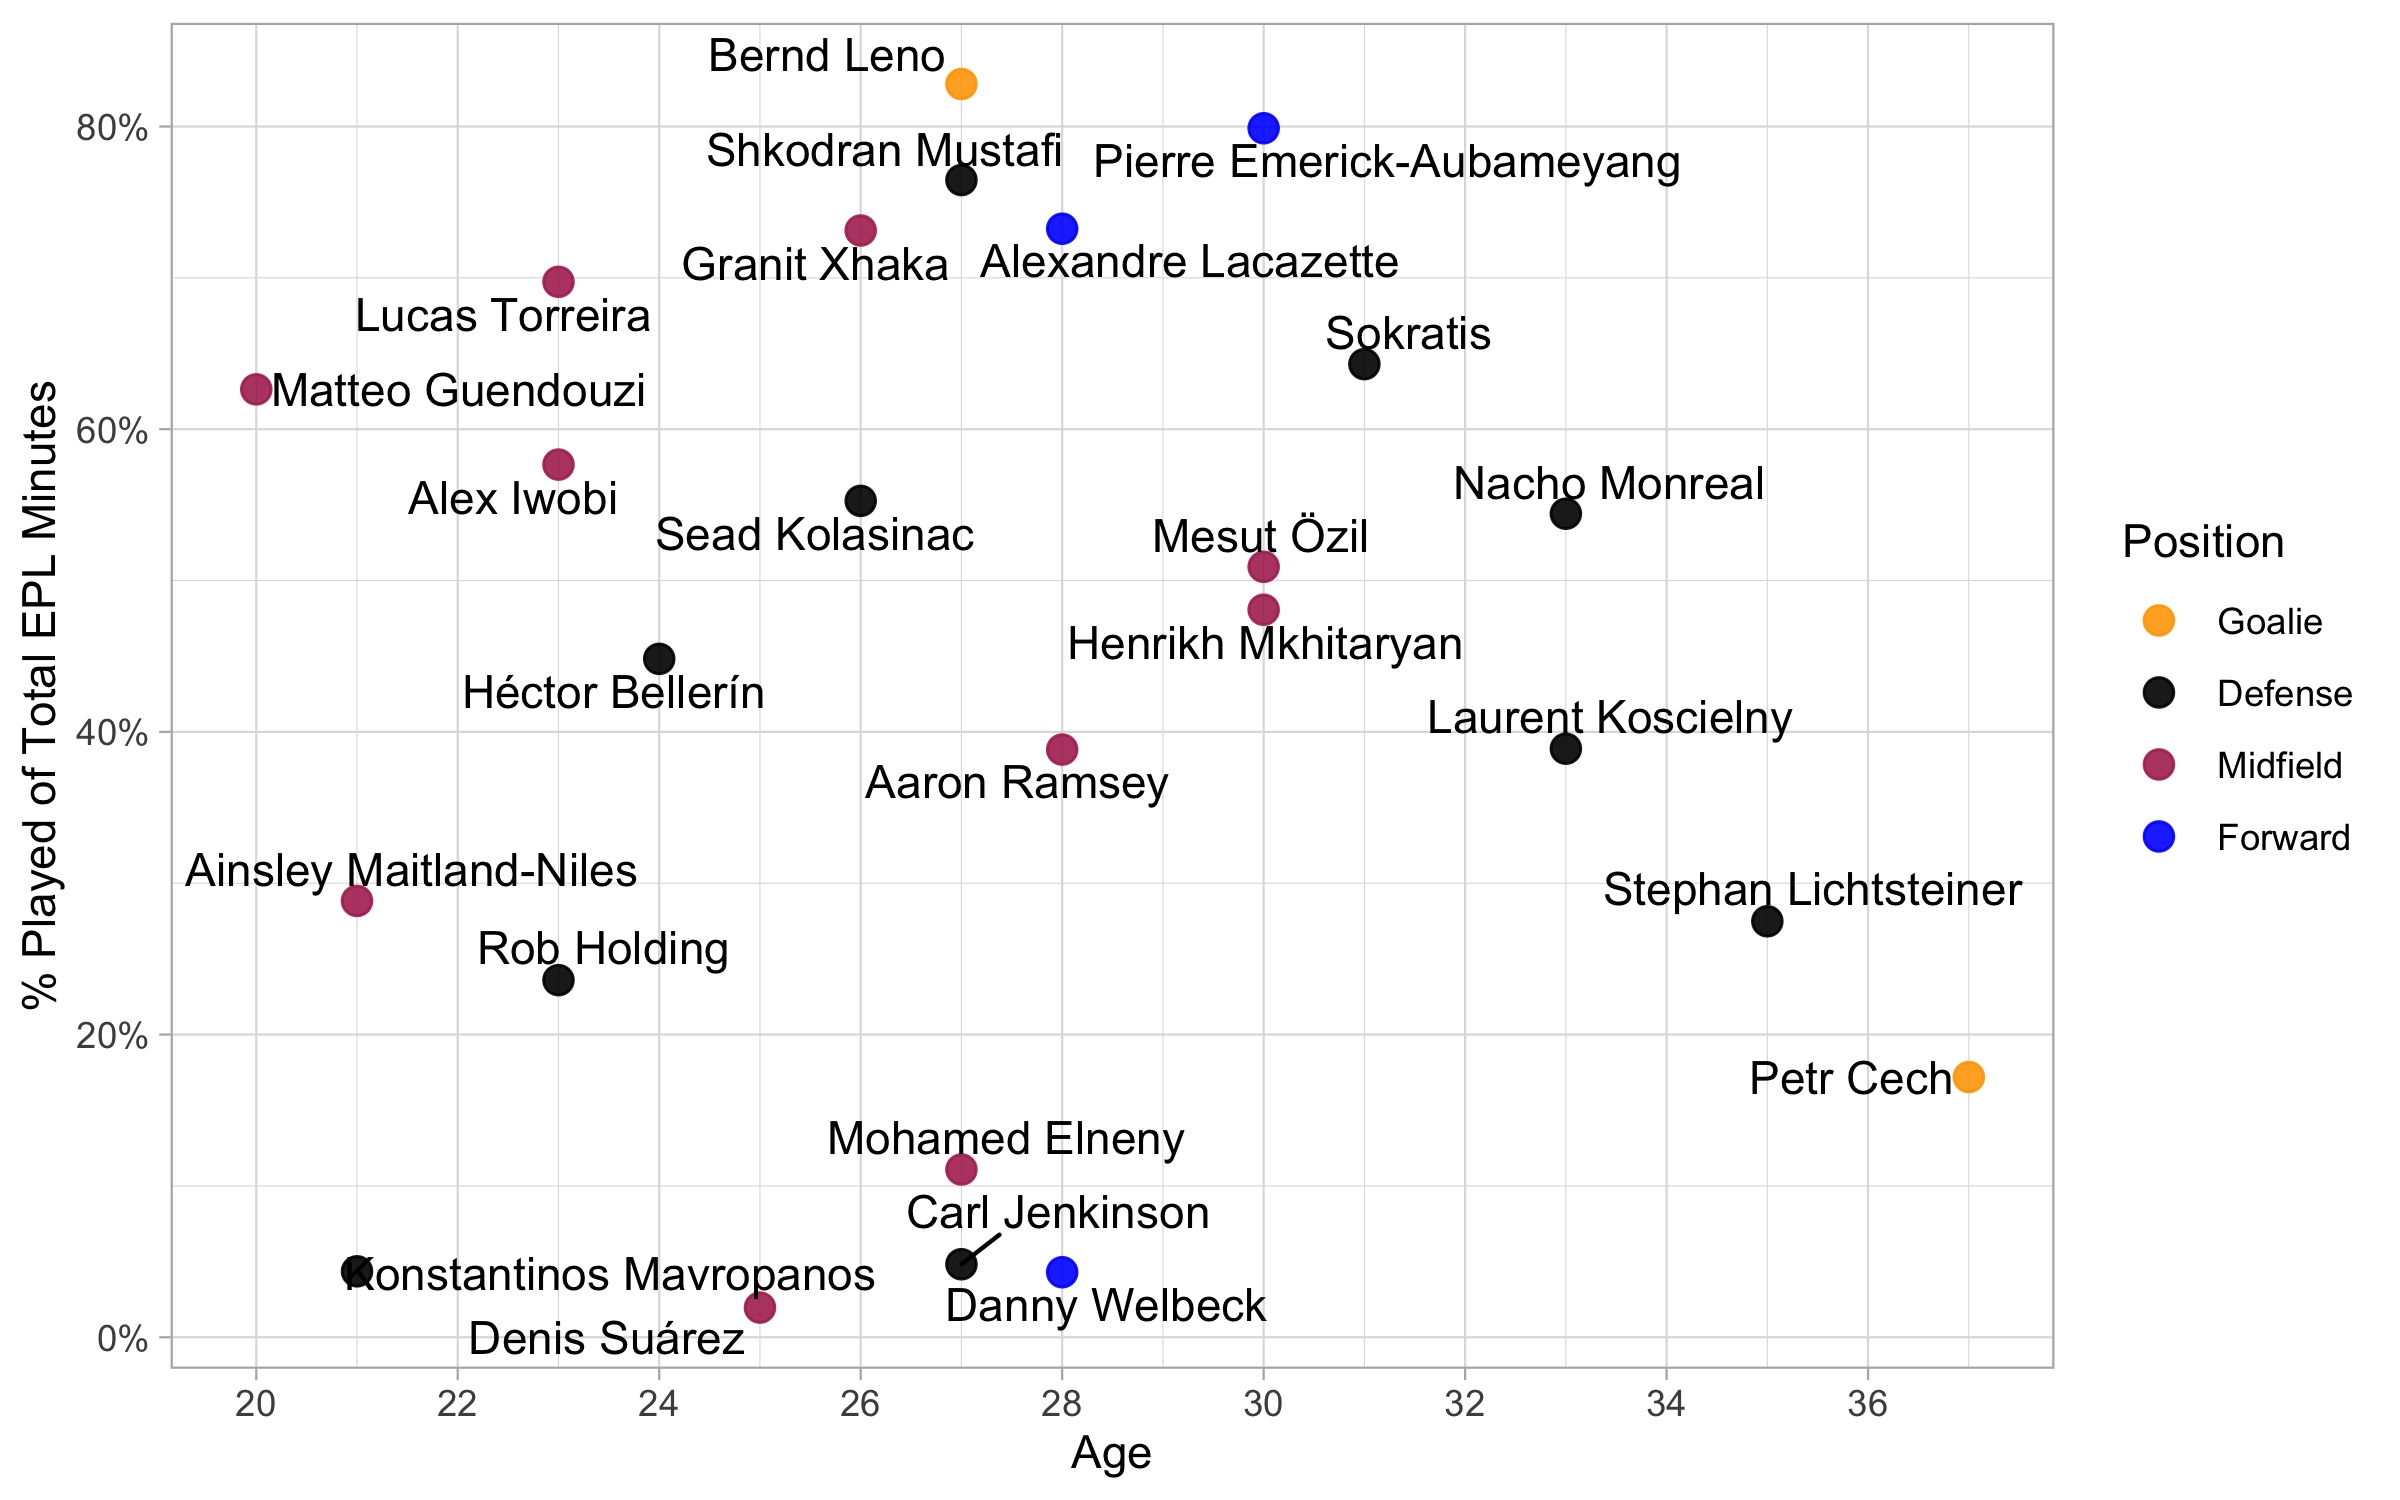 Bernd Leno
80%
Shkodran Mustafi
Pierre Emerick-Aubameyang
Granit Xhaka
Alexandre Lacazette
Lucas Torreira
Sokratis
Matteo Guendouzi
60%
Alex Iwobi
Nacho Monreal
Sead Kolasinac
Mesut Özil
Henrikh Mkhitaryan
Héctor Bellerín
Laurent Koscielny
40%
Aaron Ramsey
Ainsley Maitland-Niles
Stephan Lichtsteiner
Rob Holding
20%
Petr Cech
Mohamed Elneny
Carl Jenkinson
Konstantinos Mavropanos
Danny Welbeck
Denis Suárez
0%
% Played of Total EPL Minutes
20 22 24 26 28 30 32 34 36
Age
Position
Goalie
Defense
Midfield
Forward